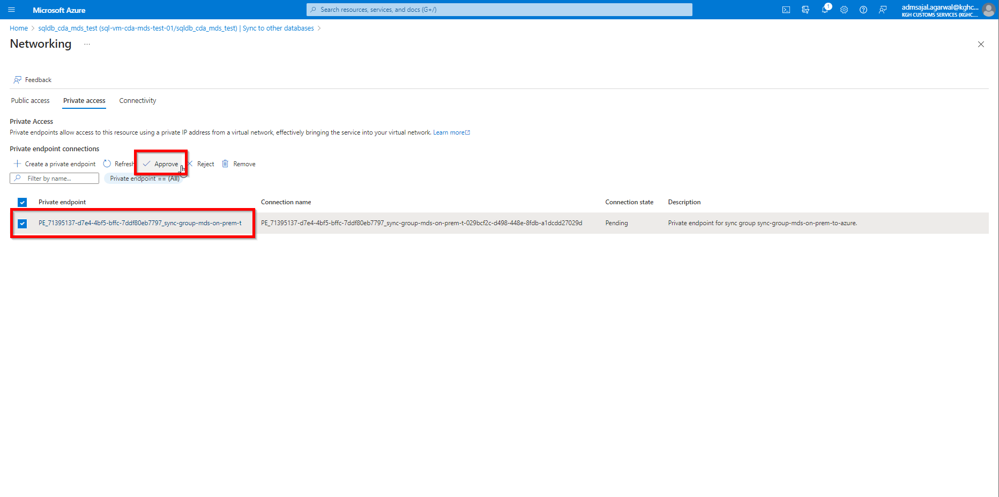 Microsoft Azure
Search resources, services, and docs (G+/)
1
admsajal.agarwal@kghc...
KGH CUSTOMS SERVICES (KGHC....
Home > sqldb_cda_mds_test (sql-vm-cda-mds-test-01/sqldb_cda_mds_test) | Sync to other databases >
Networking ...
Feedback
Public access Private access Connectivity
Private Access
Private endpoints allow access to this resource using a private IP address from a virtual network, effectively bringing the service into your virtual network. Learn more
Private endpoint connections
Create a private endpoint Refresh Approve Reject Remove
Filter by name... Private endpoint == (All)
Private endpoint Connection name Connection state Description
PE_71395137-d7e4-4bf5-bffc-7ddf80eb7797_sync-group-mds-on-prem-t PE_71395137-d7e4-4bf5-bffc-7ddf80eb7797_sync-group-mds-on-prem-t-029bcf2c-d498-448e-8fdb-a1dcdd27029d Pending Private endpoint for sync group sync-group-mds-on-prem-to-azure.